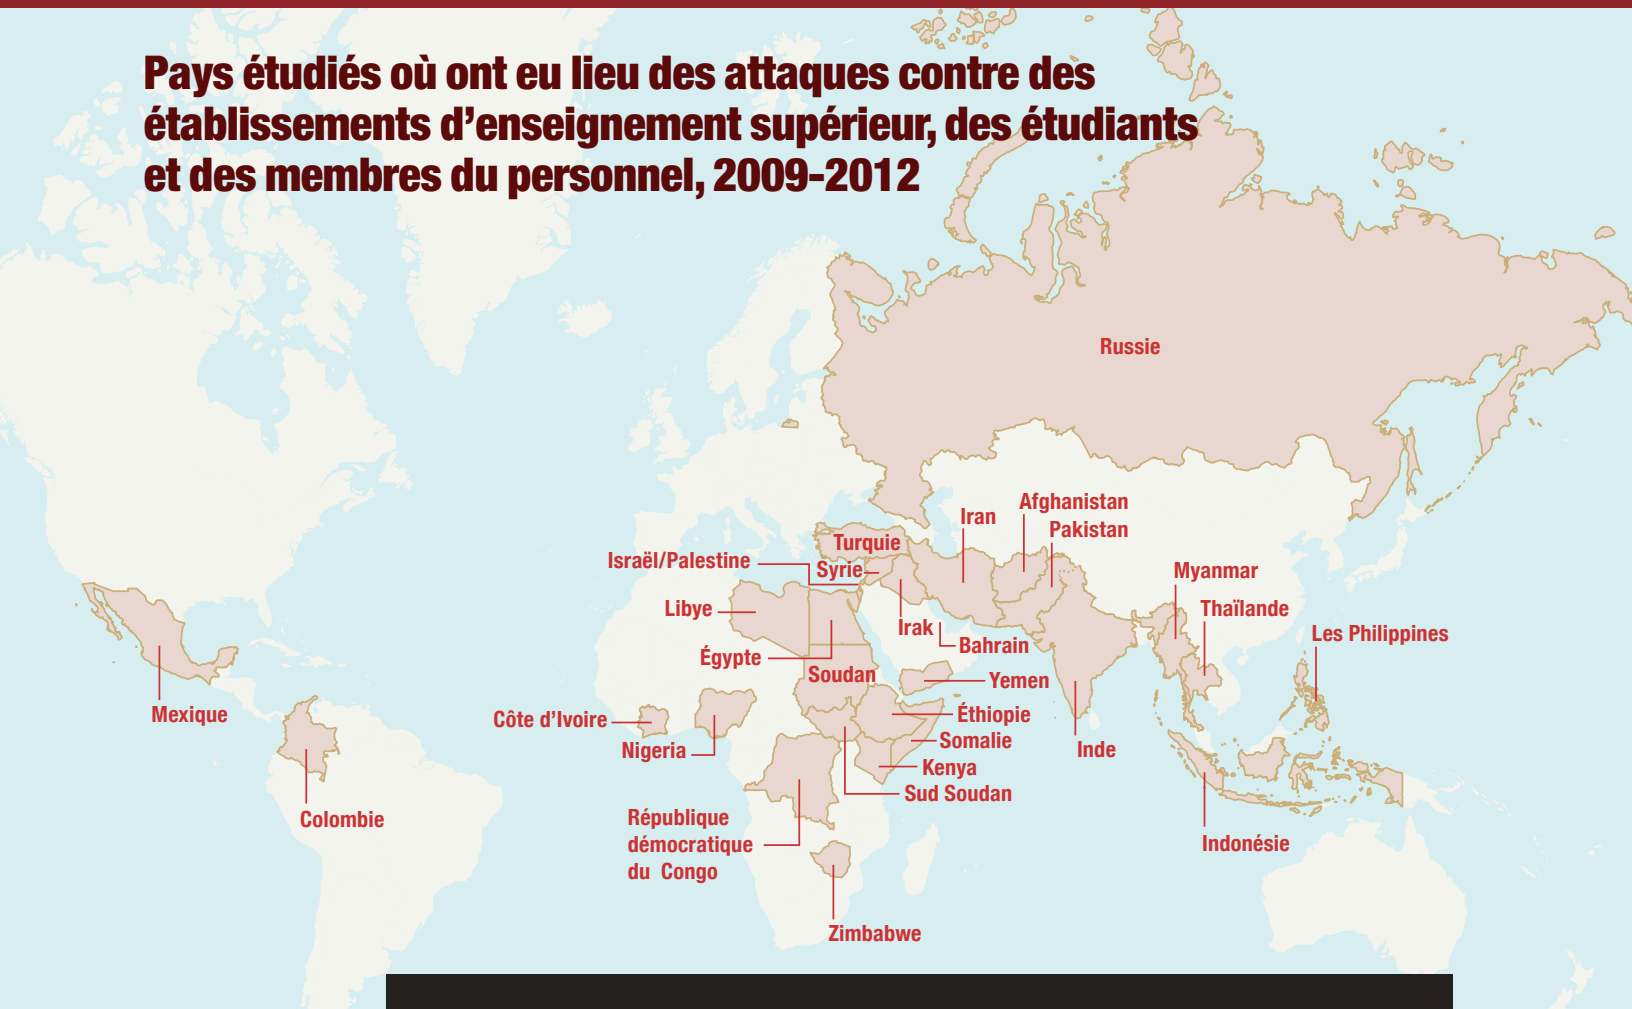 Pays étudiés où ont eu lieu des attaques contre des
établissements d’enseignement supérieur, des étudiants
et des membres du personnel, 2009-2012
Russie
Afghanistan
Iran
Pakistan
Turquie
Israël/Palestine
Syrie
Myanmar
Libye
Thaïlande
Irak
Les Philippines
Bahrain
Égypte
Soudan
Yemen
Mexique
Côte d’Ivoire
Éthiopie
Somalie
Nigeria
Inde
Kenya
Sud Soudan
Colombie
République
démocratique
du Congo
Indonésie
Zimbabwe